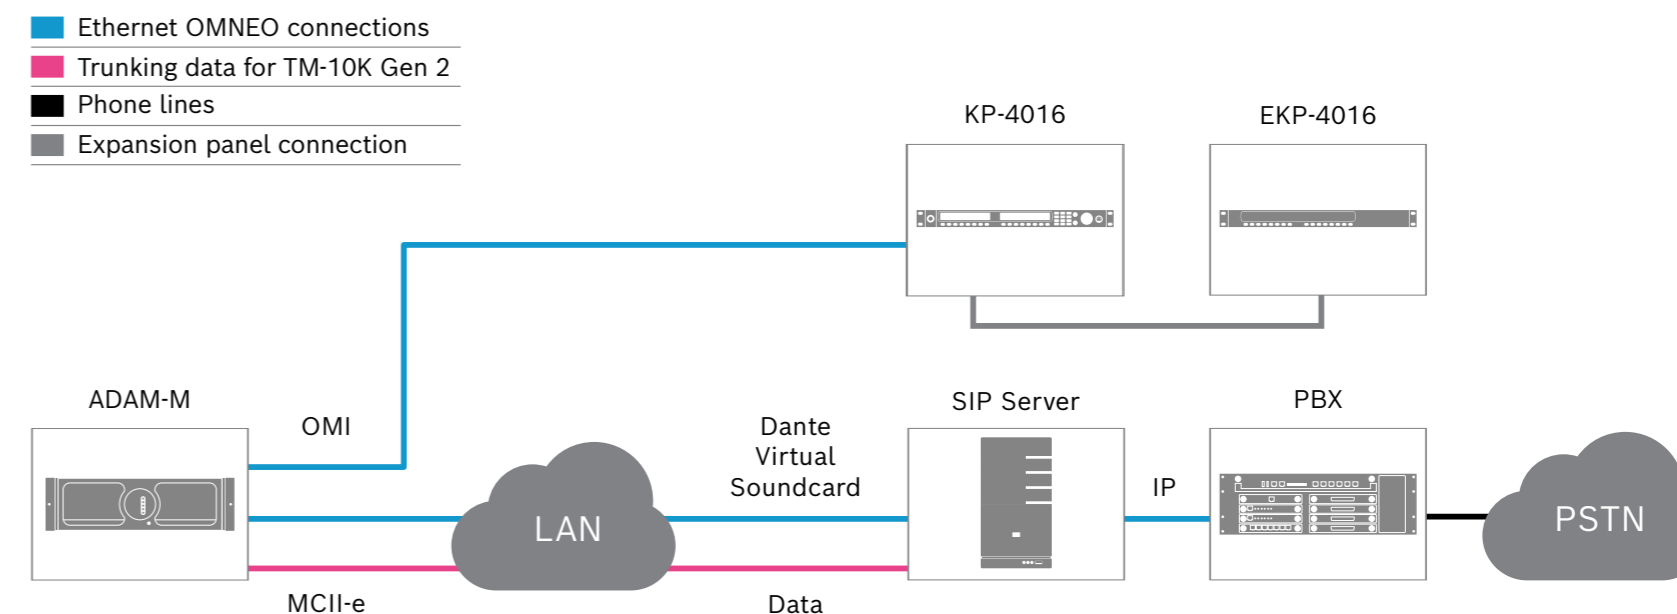 Ethernet OMNEO connections
Trunking data for TM-10K Gen 2
Phone lines
Expansion panel connection
KP-4016
EKP-4016
ADAM-M
OMI
Dante
Virtual
Soundcard
SIP Server
PBX
LAN
IP
PSTN
MCII-e
Data